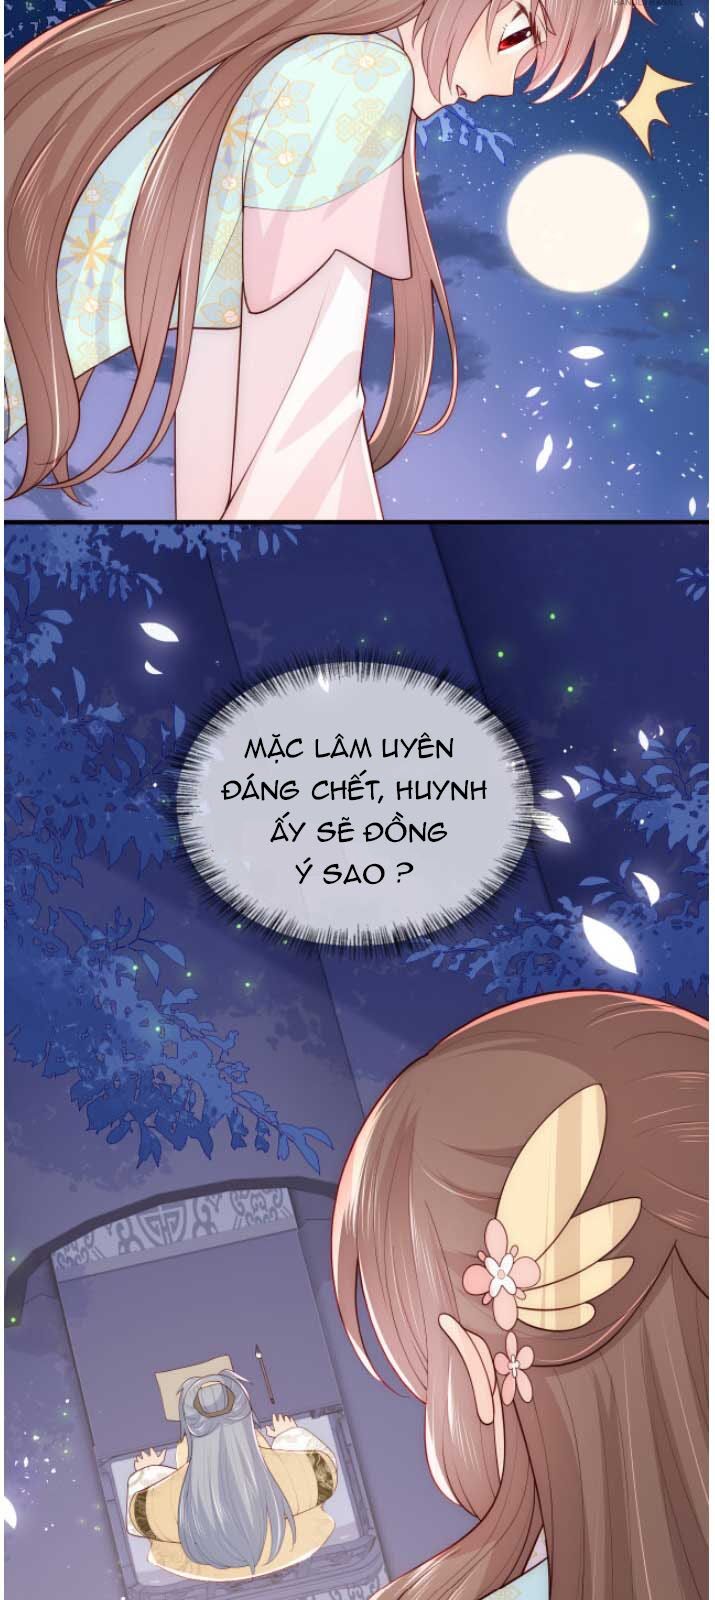 MẶC LÂM UYÊN
ĐÁNG CHẾT, HUYNH
ẤY SẼ ĐỒNG
Ý SAO ?